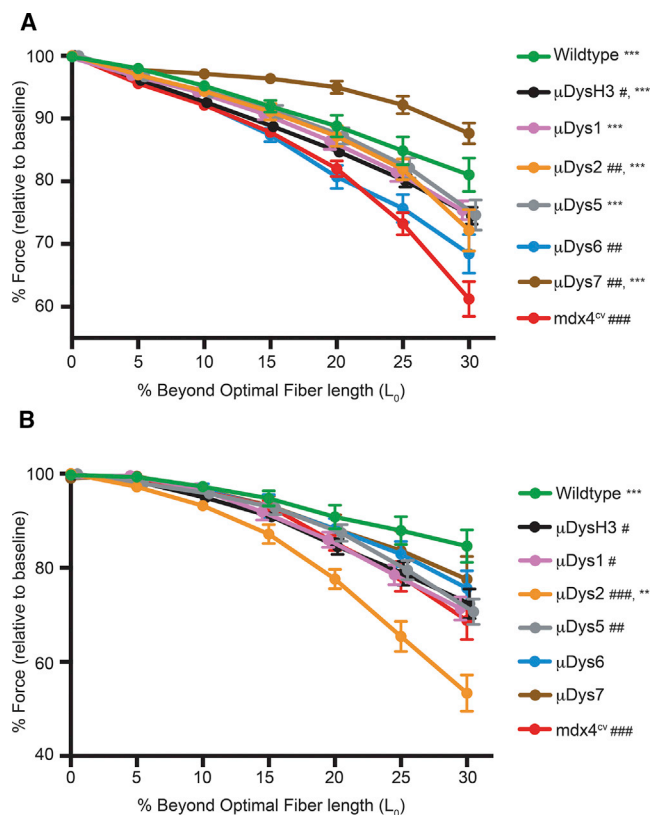 A
% Force (relative to baseline)
100
90
80
70
60
0 5 10 15 20 25 30
% Beyond Optimal Fiber length (L₀)
Wildtype ***
μDysH3 #, ***
μDys1 ***
μDys2 ##, ***
μDys5 ***
μDys6 ##
μDys7 ##, ***
mdx4ᶜᵛ ###
B
% Force (relative to baseline)
100
80
60
40
0 5 10 15 20 25 30
% Beyond Optimal Fiber length (L₀)
Wildtype ***
μDysH3 #
μDys1 #
μDys2 ###, **
μDys5 ##
μDys6
μDys7
mdx4ᶜᵛ ###